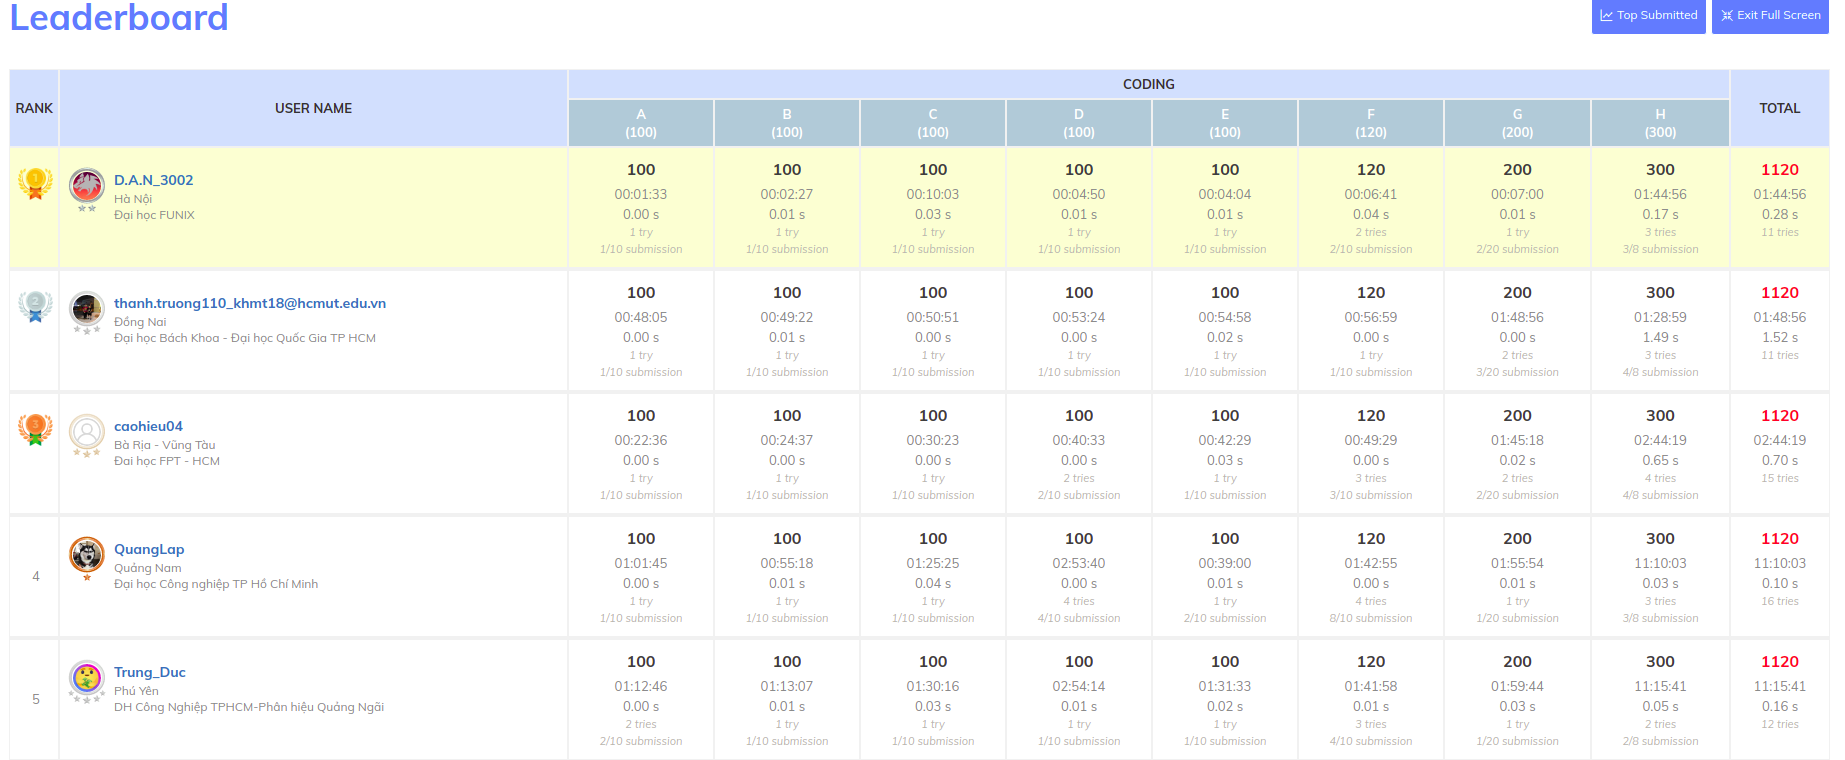 Leaderboard
Top Submitted
Exit Full Screen
RANK USER NAME CODING TOTAL
A B C D E F G H
(100) (100) (100) (100) (100) (120) (200) (300)
1 D.A.N_3002
Hà Nội
Đại học FUNIX
100 100 100 100 100 120 200 300 1120
00:01:33 00:02:27 00:10:03 00:04:50 00:04:04 00:06:41 00:07:00 01:44:56 01:44:56
0.00 s 0.01 s 0.03 s 0.01 s 0.01 s 0.04 s 0.01 s 0.17 s 0.28 s
1 try 1 try 1 try 1 try 1 try 2 tries 1 try 3 tries 11 tries
1/10 submission 1/10 submission 1/10 submission 1/10 submission 1/10 submission 2/10 submission 2/20 submission 3/8 submission
2 thanh.truong110_khmt18@hcmut.edu.vn
Đồng Nai
Đại học Bách Khoa - Đại học Quốc Gia TP HCM
100 100 100 100 100 120 200 300 1120
00:48:05 00:49:22 00:50:51 00:53:24 00:54:58 00:56:59 01:48:56 01:28:59 01:48:56
0.00 s 0.01 s 0.00 s 0.00 s 0.02 s 0.00 s 0.00 s 1.49 s 1.52 s
1 try 1 try 1 try 1 try 1 try 1 try 2 tries 3 tries 11 tries
1/10 submission 1/10 submission 1/10 submission 1/10 submission 1/10 submission 1/10 submission 3/20 submission 4/8 submission
3 caohieu04
Bà Rịa - Vũng Tàu
Đai học FPT - HCM
100 100 100 100 100 120 200 300 1120
00:22:36 00:24:37 00:30:23 00:40:33 00:42:29 00:49:29 01:45:18 02:44:19 02:44:19
0.00 s 0.00 s 0.00 s 0.00 s 0.03 s 0.00 s 0.02 s 0.65 s 0.70 s
1 try 1 try 1 try 2 tries 1 try 3 tries 2 tries 4 tries 15 tries
1/10 submission 1/10 submission 1/10 submission 2/10 submission 1/10 submission 3/10 submission 2/20 submission 4/8 submission
4 QuangLap
Quảng Nam
Đại học Công nghiệp TP Hồ Chí Minh
100 100 100 100 100 120 200 300 1120
01:01:45 00:55:18 01:25:25 02:53:40 00:39:00 01:42:55 01:55:54 11:10:03 11:10:03
0.00 s 0.01 s 0.04 s 0.00 s 0.01 s 0.00 s 0.01 s 0.03 s 0.10 s
1 try 1 try 1 try 4 tries 1 try 4 tries 1 try 3 tries 16 tries
1/10 submission 1/10 submission 1/10 submission 4/10 submission 2/10 submission 8/10 submission 1/20 submission 3/8 submission
5 Trung_Duc
Phú Yên
DH Công Nghiệp TPHCM-Phân hiệu Quảng Ngãi
100 100 100 100 100 120 200 300 1120
01:12:46 01:13:07 01:30:16 02:54:14 01:31:33 01:41:58 01:59:44 11:15:41 11:15:41
0.00 s 0.01 s 0.03 s 0.01 s 0.02 s 0.01 s 0.03 s 0.05 s 0.16 s
2 tries 1 try 1 try 1 try 1 try 3 tries 1 try 2 tries 12 tries
2/10 submission 1/10 submission 1/10 submission 1/10 submission 1/10 submission 4/10 submission 1/20 submission 2/8 submission